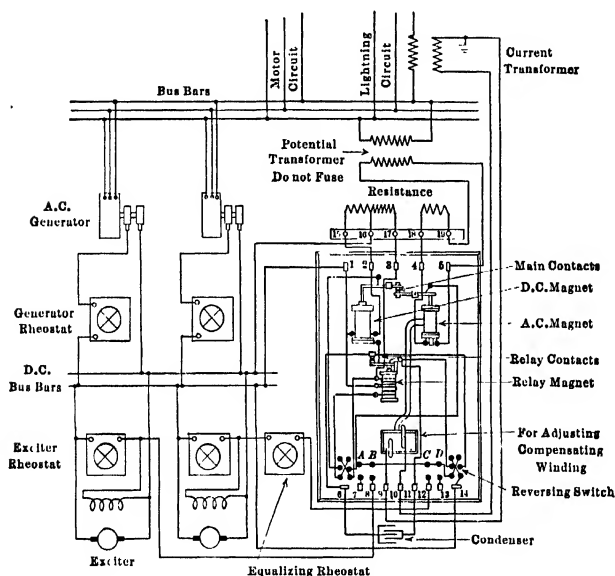 Motor
Circuit
Lightning
Circuit
Current
Transformer
Bus Bars
Potential
Transformer
Do not Fuse
Resistance
A.C.
Generator
15 16 17 18 19
1 2 3 4 5
Main Contacts
D.C. Magnet
A.C. Magnet
Generator
Rheostat
D.C.
Bus Bars
Relay Contacts
Relay Magnet
Exciter
Rheostat
For Adjusting
Compensating
Winding
A B C D
Reversing Switch
6 7 8 9 10 11 12 13 14
Condenser
Exciter
Equalizing Rheostat